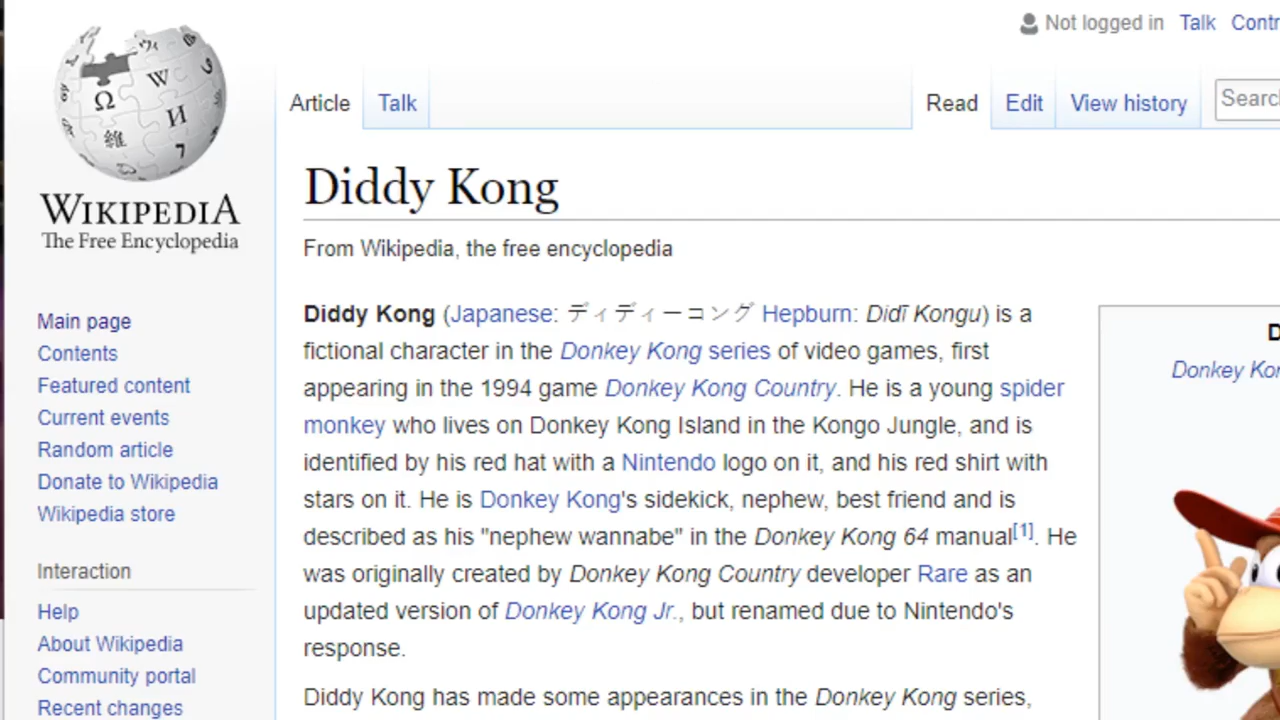 Not logged in Talk Contr
Article Talk Read Edit View history Search
WIKIPEDIA
The Free Encyclopedia
Diddy Kong
From Wikipedia, the free encyclopedia
Main page
Contents
Featured content
Current events
Random article
Donate to Wikipedia
Wikipedia store
Interaction
Help
About Wikipedia
Community portal
Recent changes
Diddy Kong (Japanese: ディディーコング Hepburn: Didī Kongu) is a
fictional character in the Donkey Kong series of video games, first
appearing in the 1994 game Donkey Kong Country. He is a young spider
monkey who lives on Donkey Kong Island in the Kongo Jungle, and is
identified by his red hat with a Nintendo logo on it, and his red shirt with
stars on it. He is Donkey Kong's sidekick, nephew, best friend and is
described as his "nephew wannabe" in the Donkey Kong 64 manual[1]. He
was originally created by Donkey Kong Country developer Rare as an
updated version of Donkey Kong Jr., but renamed due to Nintendo's
response.
Diddy Kong has made some appearances in the Donkey Kong series,
D
Donkey Kon